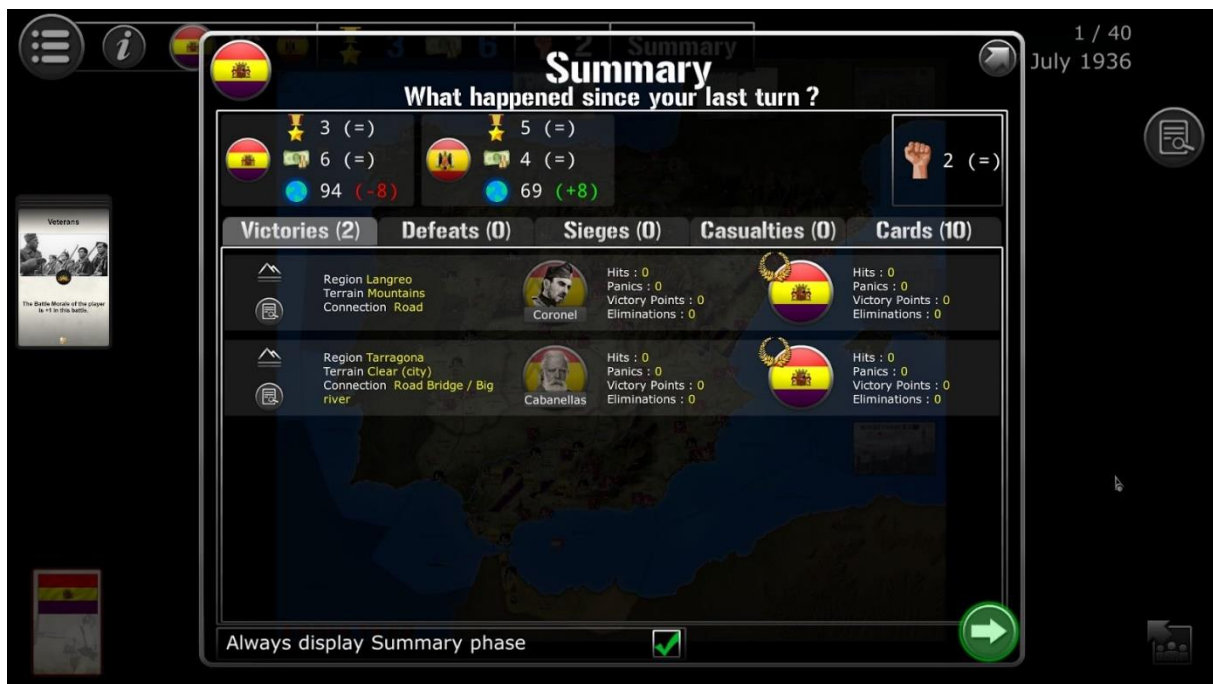 3 6 2 Summary
1 / 40
July 1936
Summary
What happened since your last turn ?
3 (=)
6 (=)
94 (-8)
5 (=)
4 (=)
69 (+8)
2 (=)
Victories (2) Defeats (0) Sieges (0) Casualties (0) Cards (10)
Region Langreo
Terrain Mountains
Connection Road
Coronel
Hits : 0
Panics : 0
Victory Points : 0
Eliminations : 0
Hits : 0
Panics : 0
Victory Points : 0
Eliminations : 0
Region Tarragona
Terrain Clear (city)
Connection Road Bridge / Big
river
Cabanellas
Hits : 0
Panics : 0
Victory Points : 0
Eliminations : 0
Hits : 0
Panics : 0
Victory Points : 0
Eliminations : 0
Always display Summary phase
Veterans
The Battle Morale of the player
is +1 in this battle.